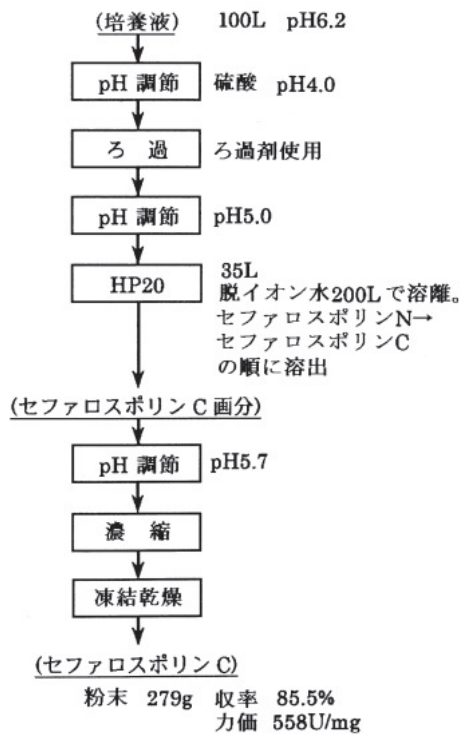 (培養液) 100L pH6.2
pH 調節 硫酸 pH4.0
ろ 過 ろ過剤使用
pH 調節 pH5.0
HP20 35L
脱イオン水200Lで溶離。
セファロスポリンN→
セファロスポリンC
の順に溶出
(セファロスポリンC画分)
pH 調節 pH5.7
濃 縮
凍結乾燥
(セファロスポリンC)
粉末 279g 収率 85.5%
力価 558U/mg